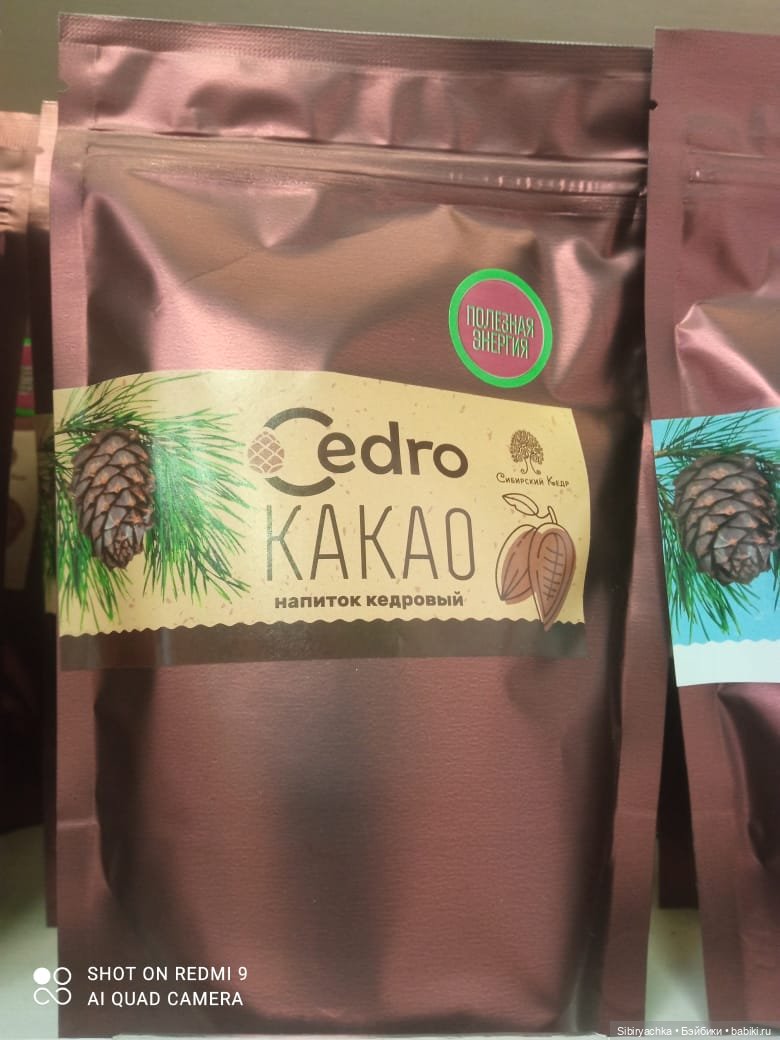 ПОЛЕЗНАЯ
ЭНЕРГИЯ
Cedro
СИБИРСКИЙ КЕДР
КАКАО
напиток кедровый
SHOT ON REDMI 9
AI QUAD CAMERA
Sibiryachka • Бэйбики • babiki.ru